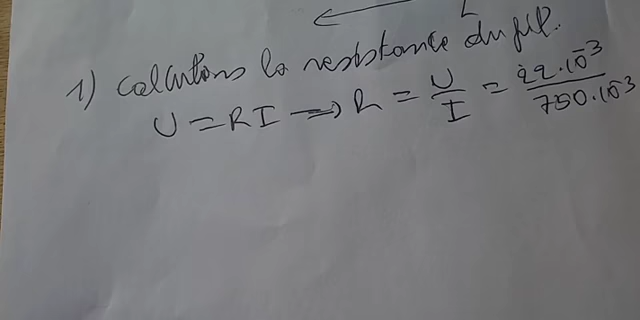 L
1) calculons la resistance du fil.
U = RI ⟹ R = U/I = 22.10⁻³/750.10⁻³